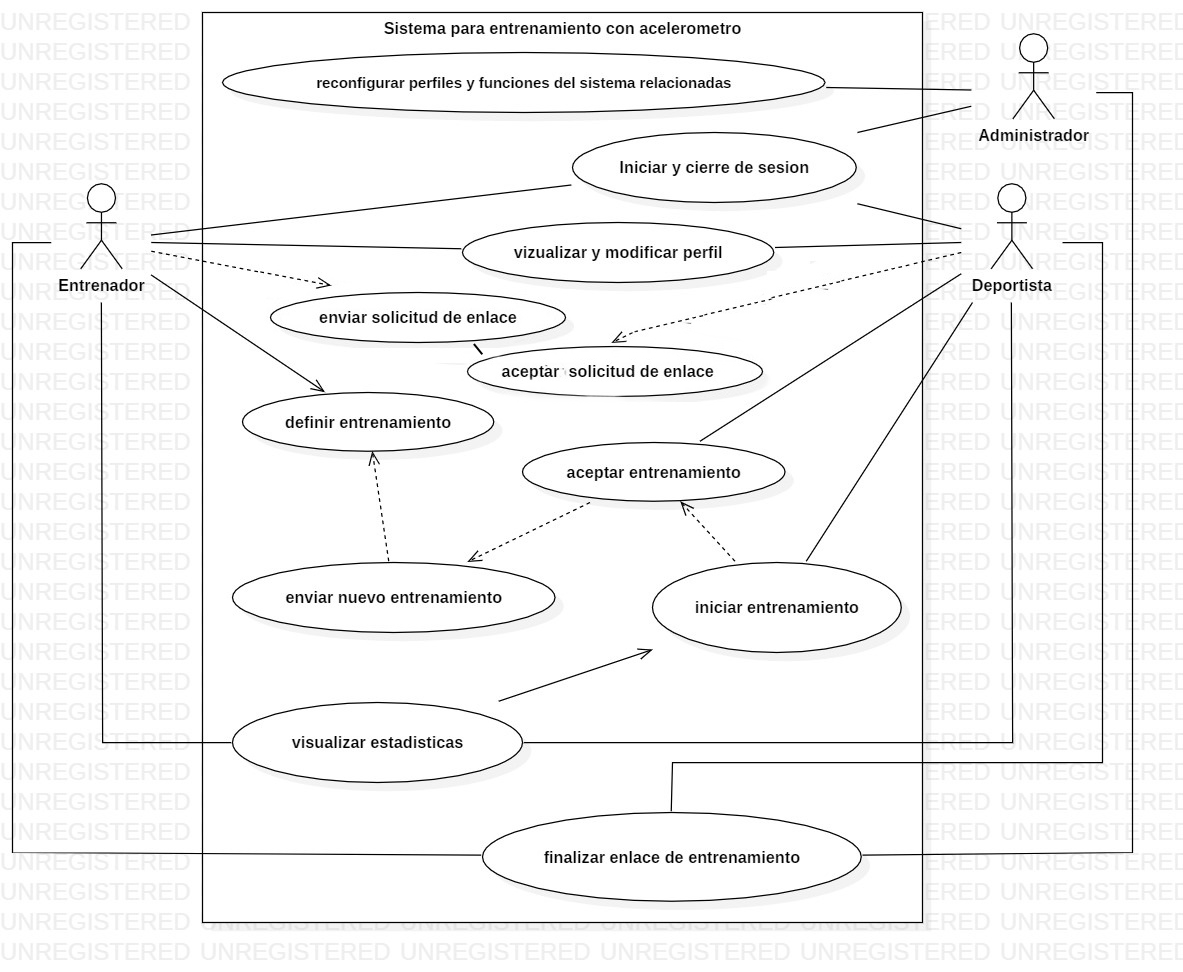 Sistema para entrenamiento con acelerometro
reconfigurar perfiles y funciones del sistema relacionadas
Administrador
Iniciar y cierre de sesion
vizualizar y modificar perfil
Entrenador
Deportista
enviar solicitud de enlace
aceptar solicitud de enlace
definir entrenamiento
aceptar entrenamiento
enviar nuevo entrenamiento
iniciar entrenamiento
visualizar estadisticas
finalizar enlace de entrenamiento
UNREGISTERED UNREGISTERED UNREGISTERED UNREGISTERED UNREGISTERED UNREGISTERED